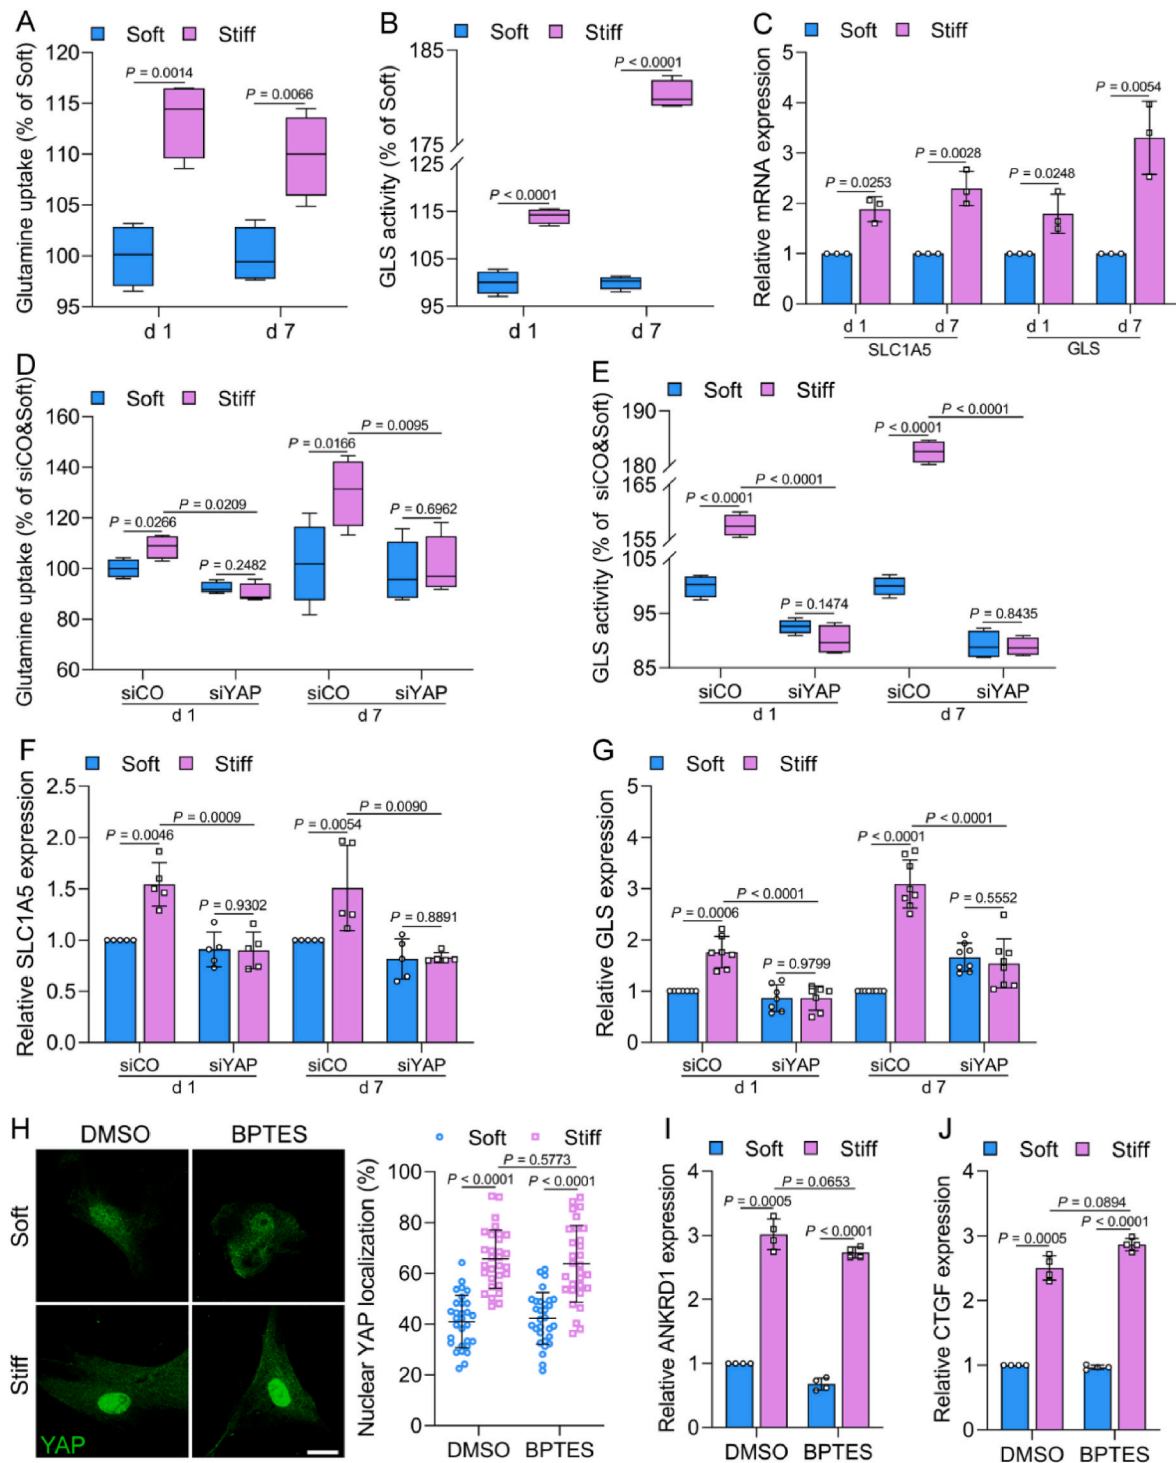 A
Soft Stiff
Glutamine uptake (% of Soft)
120
115
110
105
100
95
P = 0.0014
P = 0.0066
d 1 d 7
B
Soft Stiff
GLS activity (% of Soft)
185
175
125
115
105
95
P < 0.0001
P < 0.0001
d 1 d 7
C
Soft Stiff
Relative mRNA expression
5
4
3
2
1
0
P = 0.0253
P = 0.0028
P = 0.0248
P = 0.0054
d 1 d 7 d 1 d 7
SLC1A5 GLS
D
Soft Stiff
Glutamine uptake (% of siCO&Soft)
160
140
120
100
80
60
P = 0.0266
P = 0.0209
P = 0.2482
P = 0.0166
P = 0.0095
P = 0.6962
siCO siYAP siCO siYAP
d 1 d 7
E
Soft Stiff
GLS activity (% of siCO&Soft)
190
180
165
155
105
95
85
P < 0.0001
P < 0.0001
P = 0.1474
P < 0.0001
P < 0.0001
P = 0.8435
siCO siYAP siCO siYAP
d 1 d 7
F
Soft Stiff
Relative SLC1A5 expression
2.5
2.0
1.5
1.0
0.5
0.0
P = 0.0046
P = 0.0009
P = 0.9302
P = 0.0054
P = 0.0090
P = 0.8891
siCO siYAP siCO siYAP
d 1 d 7
G
Soft Stiff
Relative GLS expression
5
4
3
2
1
0
P = 0.0006
P < 0.0001
P = 0.9799
P < 0.0001
P < 0.0001
P = 0.5552
siCO siYAP siCO siYAP
d 1 d 7
H
DMSO BPTES
Soft
Stiff
YAP
Soft Stiff
Nuclear YAP localization (%)
100
80
60
40
20
0
P = 0.5773
P < 0.0001
P < 0.0001
DMSO BPTES
I
Soft Stiff
Relative ANKRD1 expression
4
3
2
1
0
P = 0.0005
P = 0.0653
P < 0.0001
DMSO BPTES
J
Soft Stiff
Relative CTGF expression
4
3
2
1
0
P = 0.0005
P = 0.0894
P < 0.0001
DMSO BPTES